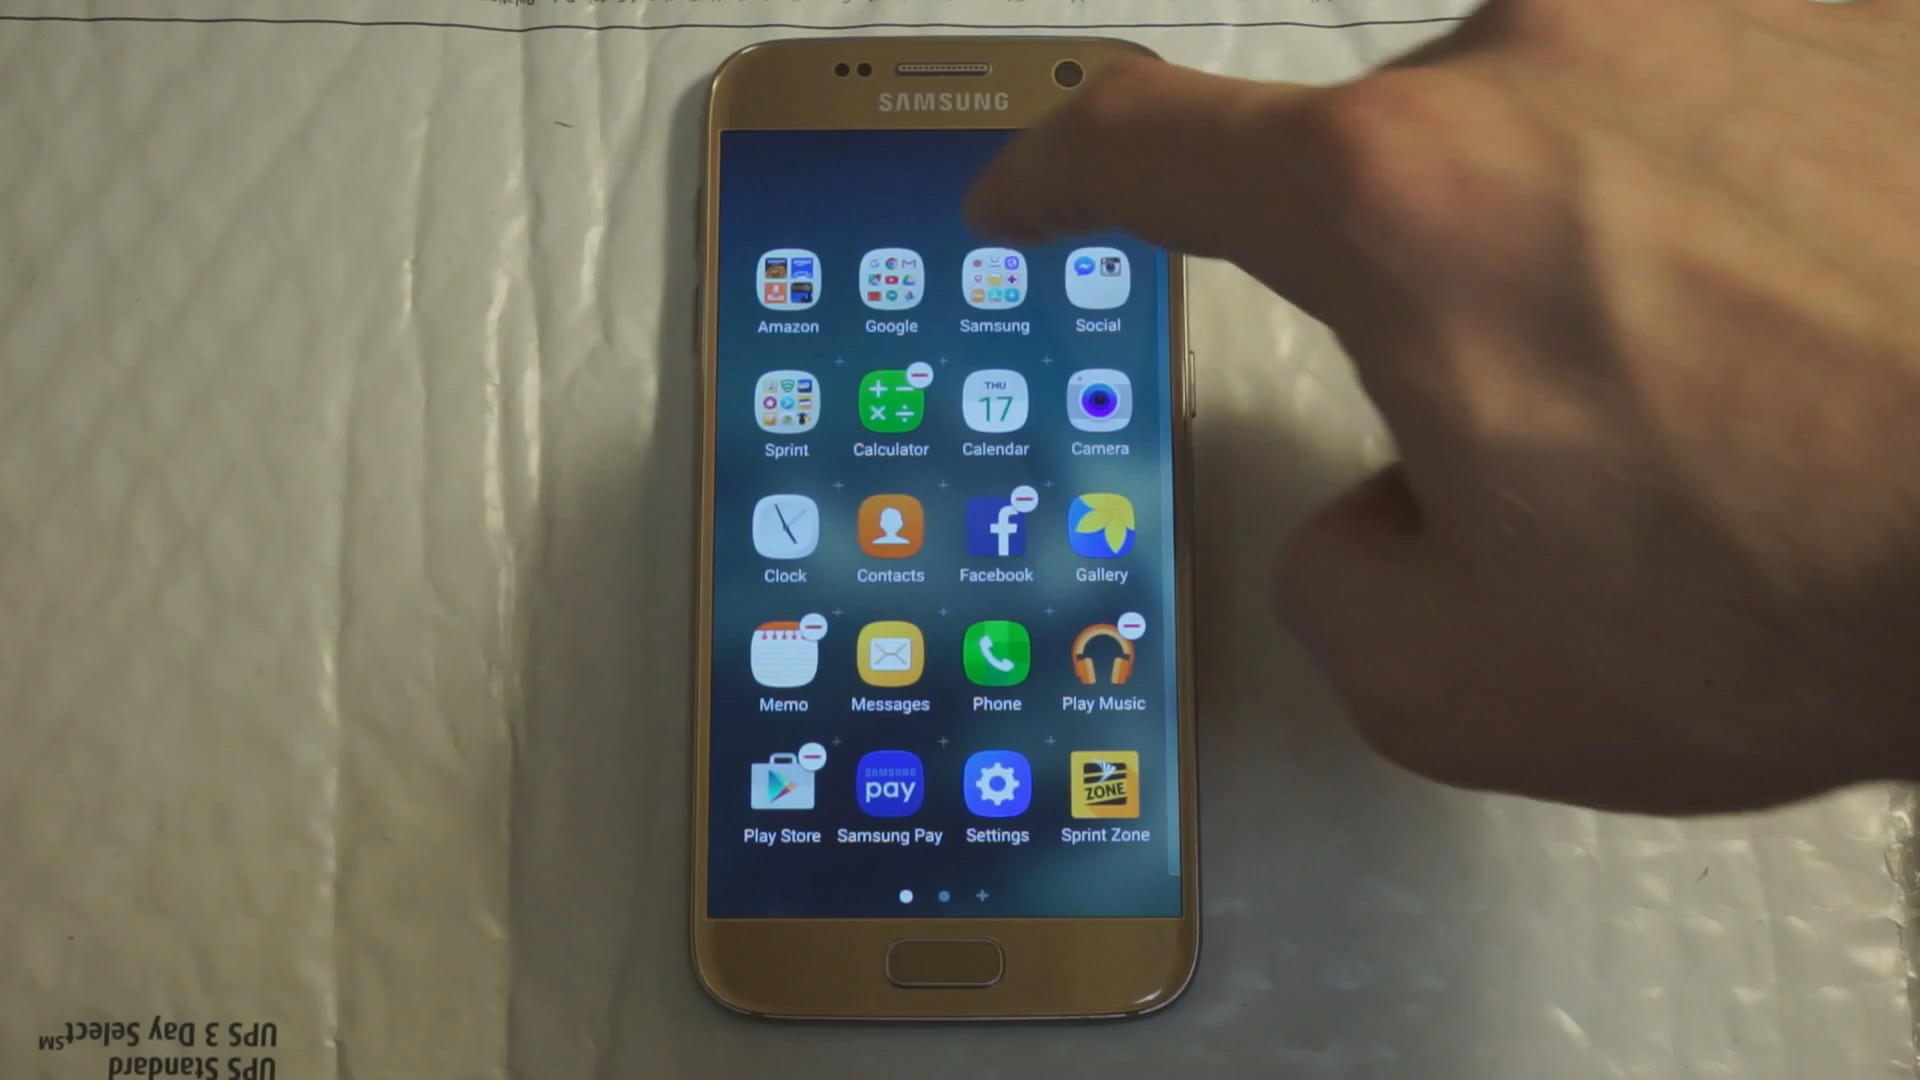 SAMSUNG
Amazon
Google
Samsung
Social
THU
17
Sprint
Calculator
Calendar
Camera
Clock
Contacts
Facebook
Gallery
Memo
Messages
Phone
Play Music
SAMSUNG
pay
ZONE
Play Store
Samsung Pay
Settings
Sprint Zone
UPS Standard
UPS 3 Day Select℠